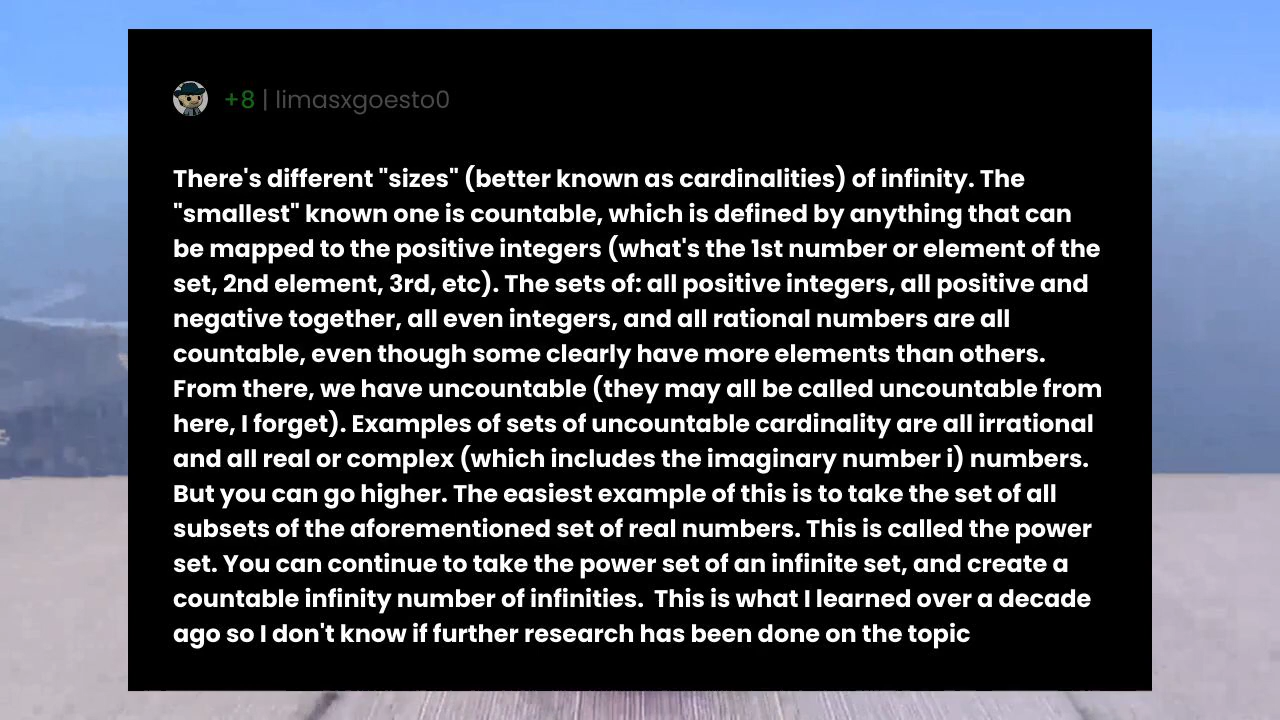 +8 | limasxgoesto0
There's different "sizes" (better known as cardinalities) of infinity. The
"smallest" known one is countable, which is defined by anything that can
be mapped to the positive integers (what's the 1st number or element of the
set, 2nd element, 3rd, etc). The sets of: all positive integers, all positive and
negative together, all even integers, and all rational numbers are all
countable, even though some clearly have more elements than others.
From there, we have uncountable (they may all be called uncountable from
here, I forget). Examples of sets of uncountable cardinality are all irrational
and all real or complex (which includes the imaginary number i) numbers.
But you can go higher. The easiest example of this is to take the set of all
subsets of the aforementioned set of real numbers. This is called the power
set. You can continue to take the power set of an infinite set, and create a
countable infinity number of infinities.  This is what I learned over a decade
ago so I don't know if further research has been done on the topic